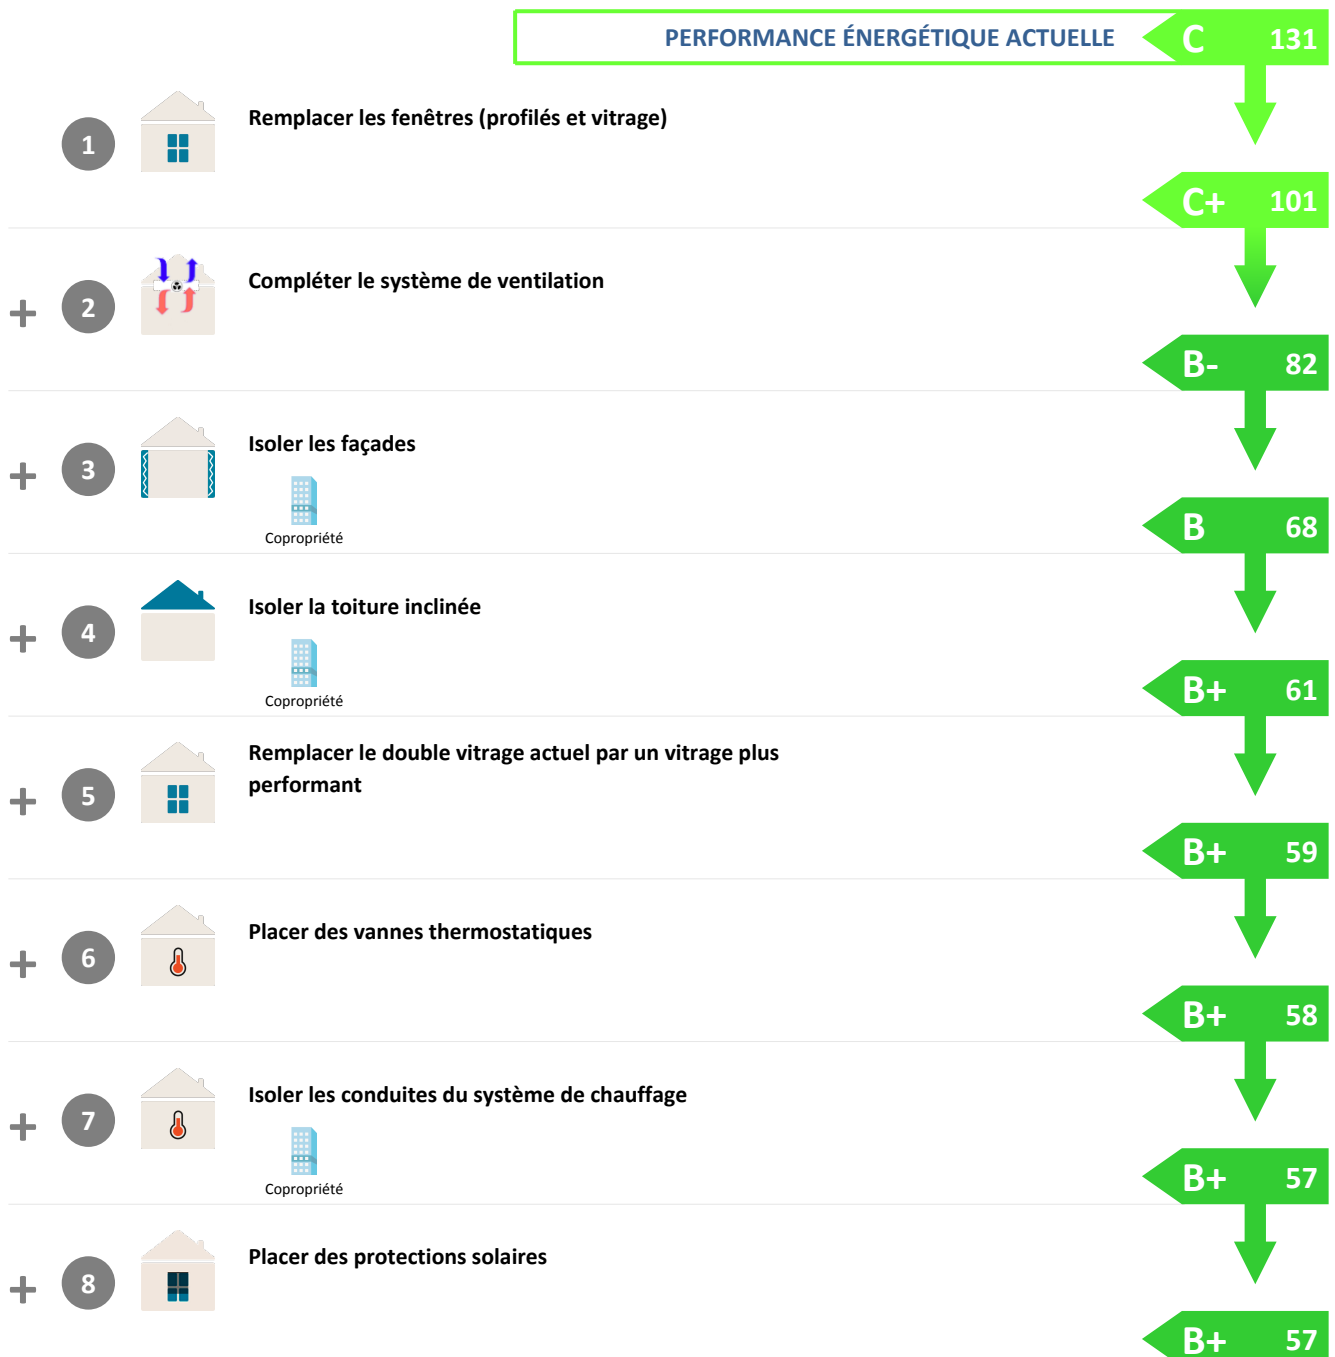 PERFORMANCE ÉNERGÉTIQUE ACTUELLE C 131
1 Remplacer les fenêtres (profilés et vitrage)
C+ 101
+ 2 Compléter le système de ventilation
B- 82
+ 3 Isoler les façades
Copropriété
B 68
+ 4 Isoler la toiture inclinée
Copropriété
B+ 61
+ 5 Remplacer le double vitrage actuel par un vitrage plus
performant
B+ 59
+ 6 Placer des vannes thermostatiques
B+ 58
+ 7 Isoler les conduites du système de chauffage
Copropriété
B+ 57
+ 8 Placer des protections solaires
B+ 57